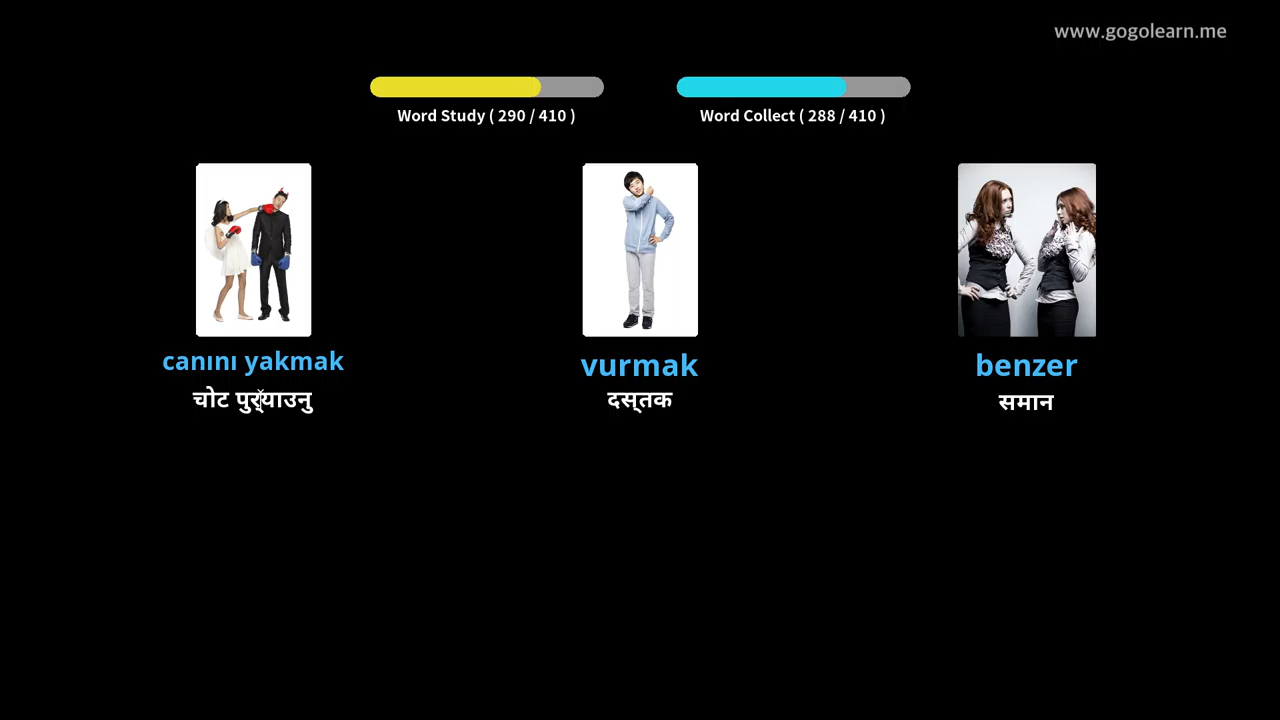 www.gogolearn.me
Word Study ( 290 / 410 )
Word Collect ( 288 / 410 )
canını yakmak
vurmak
benzer
चोट पुर्‍याउनु
दस्तक
समान